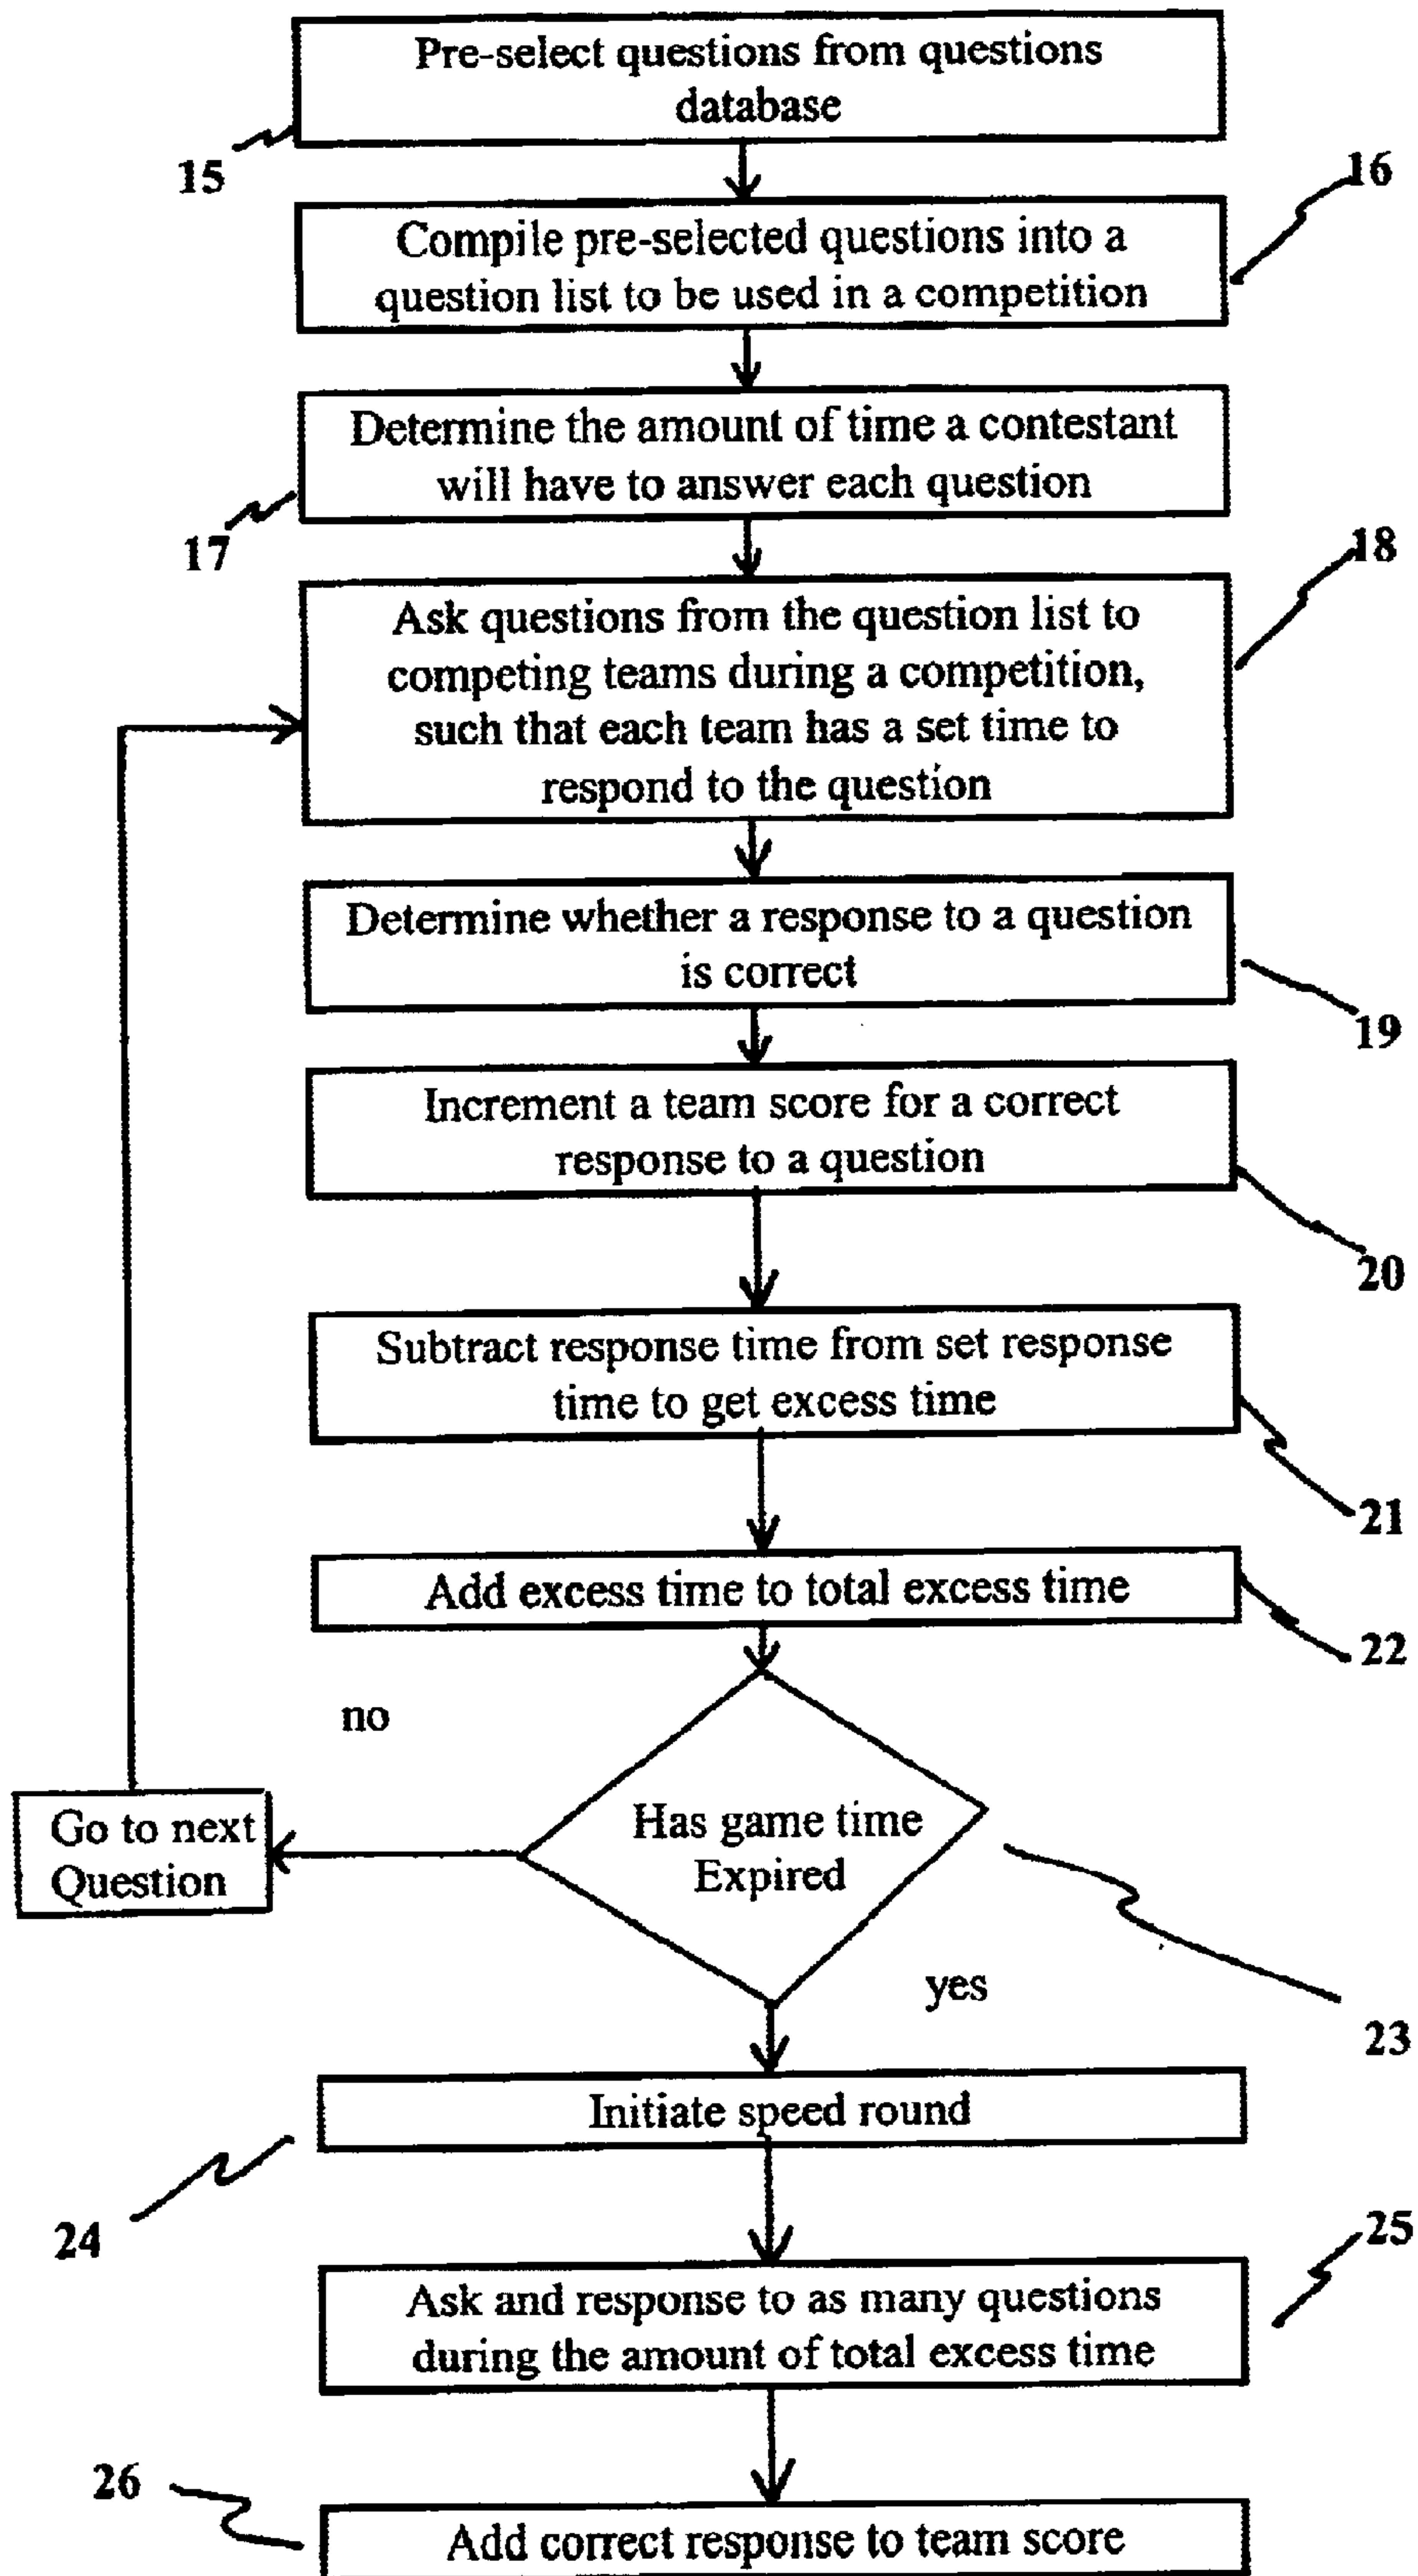 Pre-select questions from questions
database
15
16
Compile pre-selected questions into a
question list to be used in a competition
Determine the amount of time a contestant
will have to answer each question
17
18
Ask questions from the question list to
competing teams during a competition,
such that each team has a set time to
respond to the question
Determine whether a response to a question
is correct
19
Increment a team score for a correct
response to a question
20
Subtract response time from set response
time to get excess time
21
Add excess time to total excess time
22
no
Has game time
Expired
Go to next
Question
yes
23
Initiate speed round
24
25
Ask and response to as many questions
during the amount of total excess time
26
Add correct response to team score